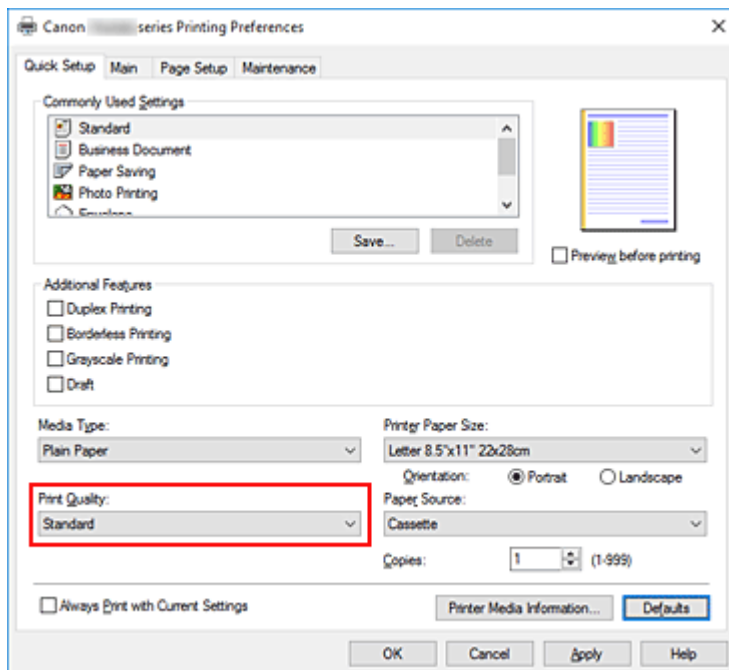 Canon series Printing Preferences
Quick Setup Main Page Setup Maintenance
Commonly Used Settings
Standard
Business Document
Paper Saving
Photo Printing
Envelope
Save... Delete
Preview before printing
Additional Features
Duplex Printing
Borderless Printing
Grayscale Printing
Draft
Media Type: Printer Paper Size:
Plain Paper Letter 8.5"x11" 22x28cm
Orientation: Portrait Landscape
Print Quality: Paper Source:
Standard Cassette
Copies: 1 (1-999)
Always Print with Current Settings Printer Media Information... Defaults
OK Cancel Apply Help